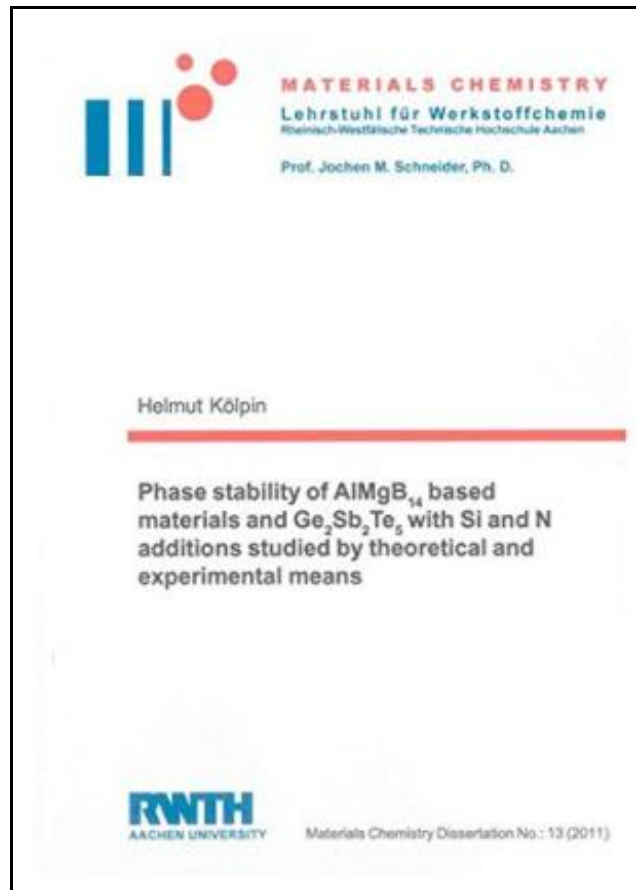 MATERIALS CHEMISTRY
Lehrstuhl für Werkstoffchemie
Rheinisch-Westfälische Technische Hochschule Aachen
Prof. Jochen M. Schneider, Ph. D.
Helmut Kölpin
Phase stability of AlMgB₁₄ based
materials and Ge₂Sb₂Te₅ with Si and N
additions studied by theoretical and
experimental means
RWTH
AACHEN UNIVERSITY
Materials Chemistry Dissertation No.: 13 (2011)